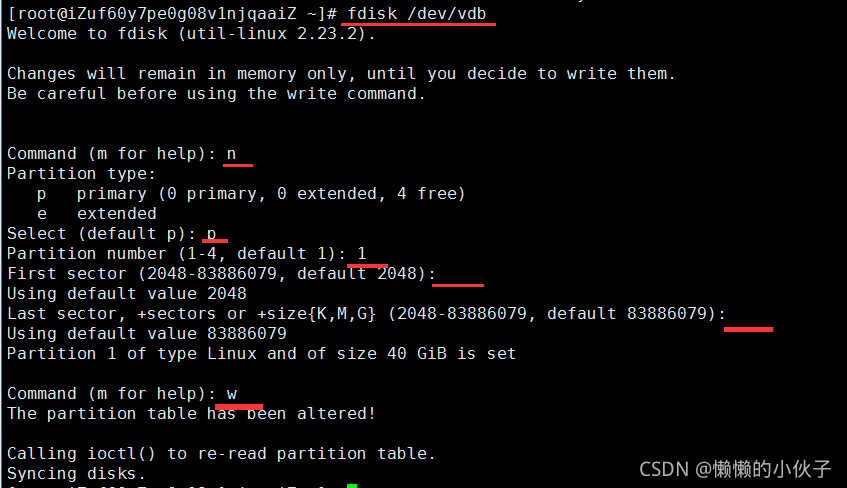 [root@iZuf60y7pe0g08v1njqaaiZ ~]# fdisk /dev/vdb
Welcome to fdisk (util-linux 2.23.2).
Changes will remain in memory only, until you decide to write them.
Be careful before using the write command.
Command (m for help): n
Partition type:
   p   primary (0 primary, 0 extended, 4 free)
   e   extended
Select (default p): p
Partition number (1-4, default 1): 1
First sector (2048-83886079, default 2048):
Using default value 2048
Last sector, +sectors or +size{K,M,G} (2048-83886079, default 83886079):
Using default value 83886079
Partition 1 of type Linux and of size 40 GiB is set
Command (m for help): w
The partition table has been altered!
Calling ioctl() to re-read partition table.
Syncing disks.
CSDN @懒懒的小伙子